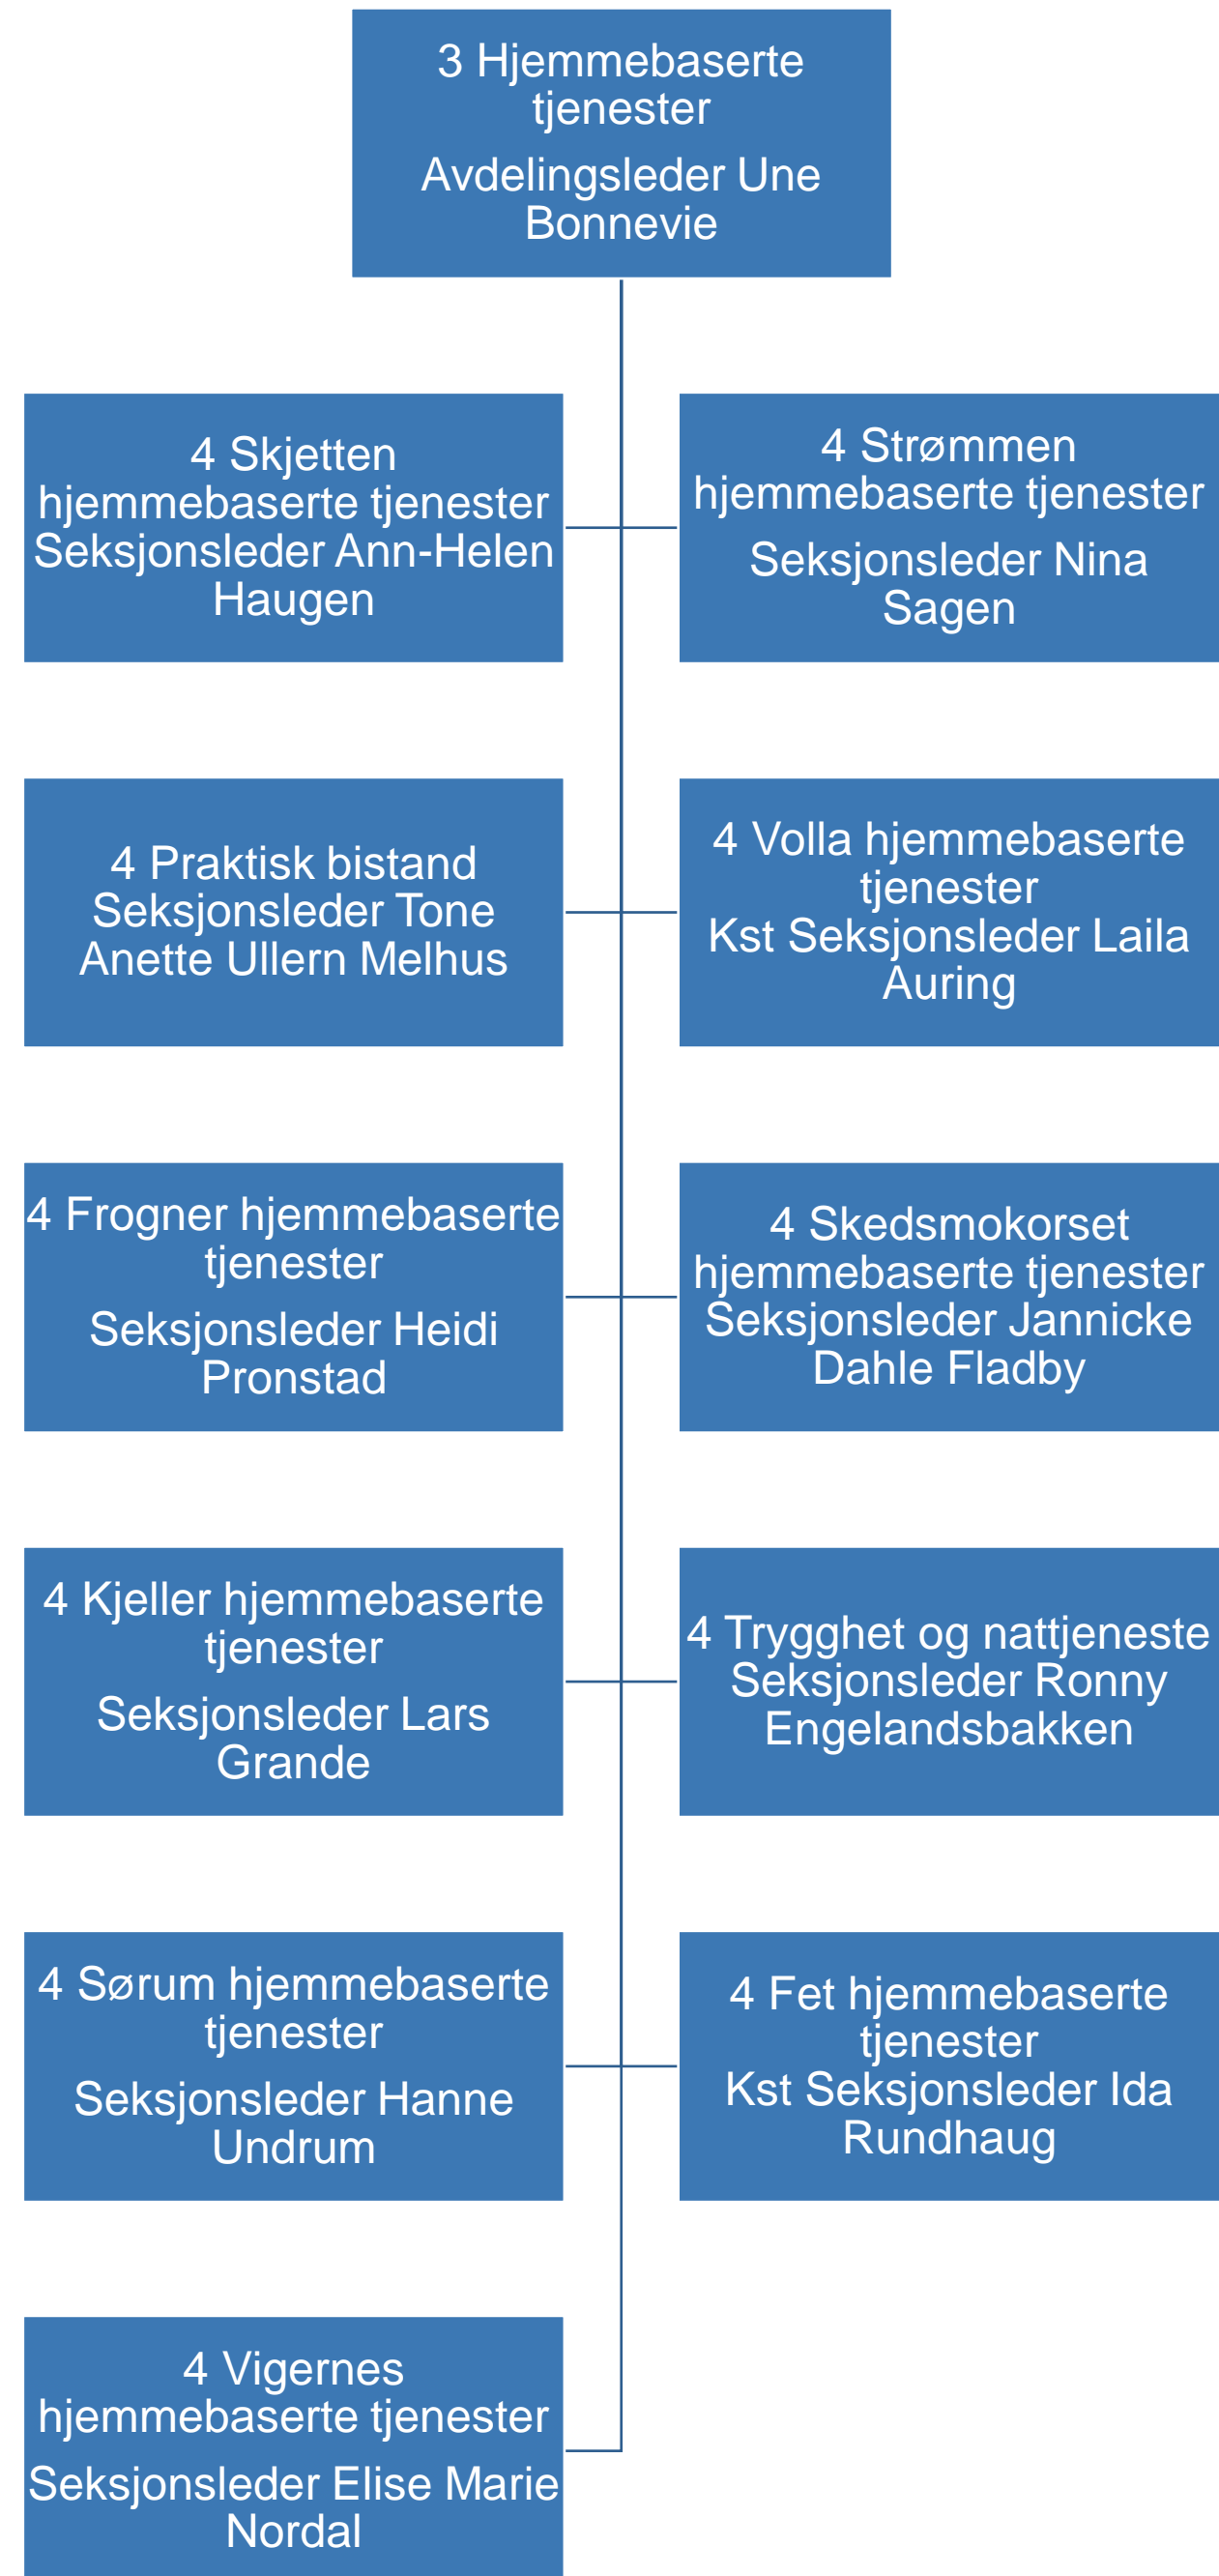 3 Hjemmebaserte
tjenester
Avdelingsleder Une
Bonnevie
4 Skjetten
hjemmebaserte tjenester
Seksjonsleder Ann-Helen
Haugen
4 Strømmen
hjemmebaserte tjenester
Seksjonsleder Nina
Sagen
4 Praktisk bistand
Seksjonsleder Tone
Anette Ullern Melhus
4 Volla hjemmebaserte
tjenester
Kst Seksjonsleder Laila
Auring
4 Frogner hjemmebaserte
tjenester
Seksjonsleder Heidi
Pronstad
4 Skedsmokorset
hjemmebaserte tjenester
Seksjonsleder Jannicke
Dahle Fladby
4 Kjeller hjemmebaserte
tjenester
Seksjonsleder Lars
Grande
4 Trygghet og nattjeneste
Seksjonsleder Ronny
Engelandsbakken
4 Sørum hjemmebaserte
tjenester
Seksjonsleder Hanne
Undrum
4 Fet hjemmebaserte
tjenester
Kst Seksjonsleder Ida
Rundhaug
4 Vigernes
hjemmebaserte tjenester
Seksjonsleder Elise Marie
Nordal